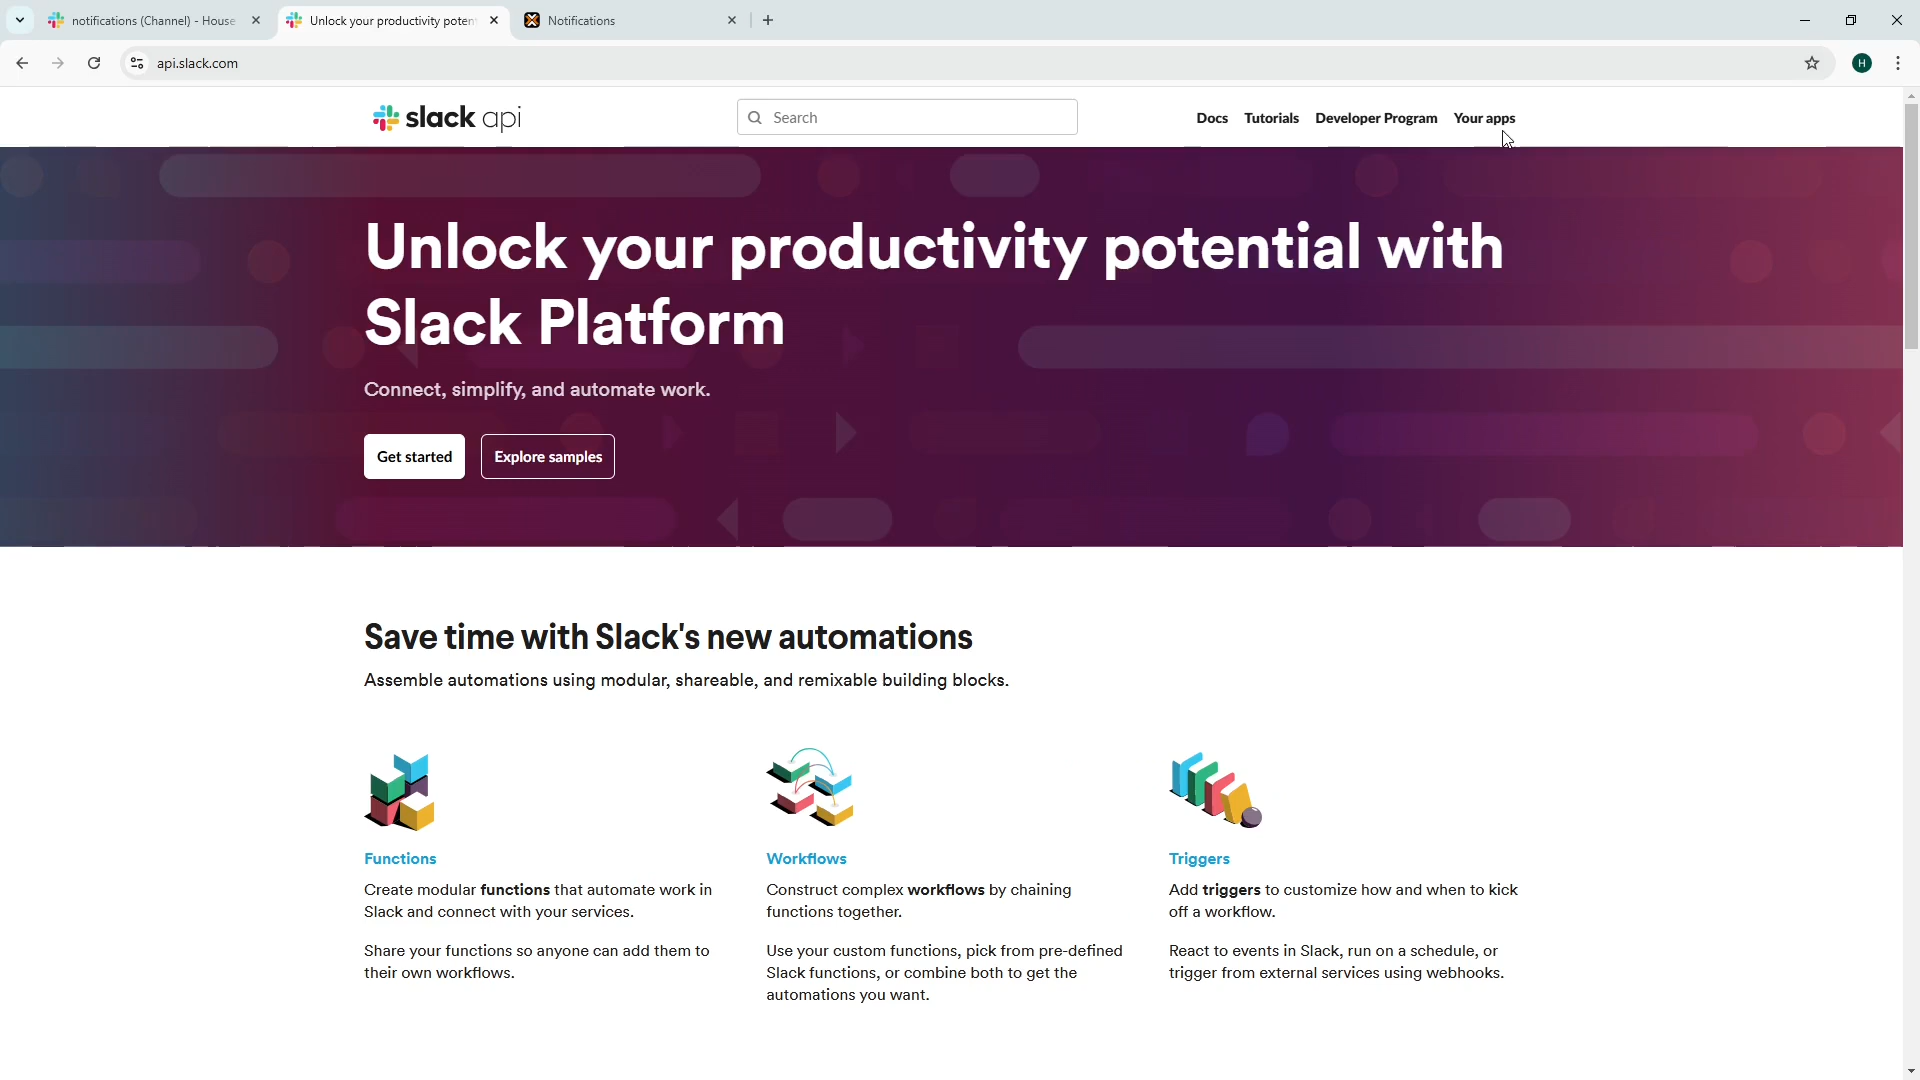 notifications (Channel) - House
Unlock your productivity poten
Notifications
api.slack.com
H
slack api
Search
Docs
Tutorials
Developer Program
Your apps
Unlock your productivity potential with
Slack Platform
Connect, simplify, and automate work.
Get started
Explore samples
Save time with Slack's new automations
Assemble automations using modular, shareable, and remixable building blocks.
Functions
Create modular functions that automate work in
Slack and connect with your services.
Share your functions so anyone can add them to
their own workflows.
Workflows
Construct complex workflows by chaining
functions together.
Use your custom functions, pick from pre-defined
Slack functions, or combine both to get the
automations you want.
Triggers
Add triggers to customize how and when to kick
off a workflow.
React to events in Slack, run on a schedule, or
trigger from external services using webhooks.